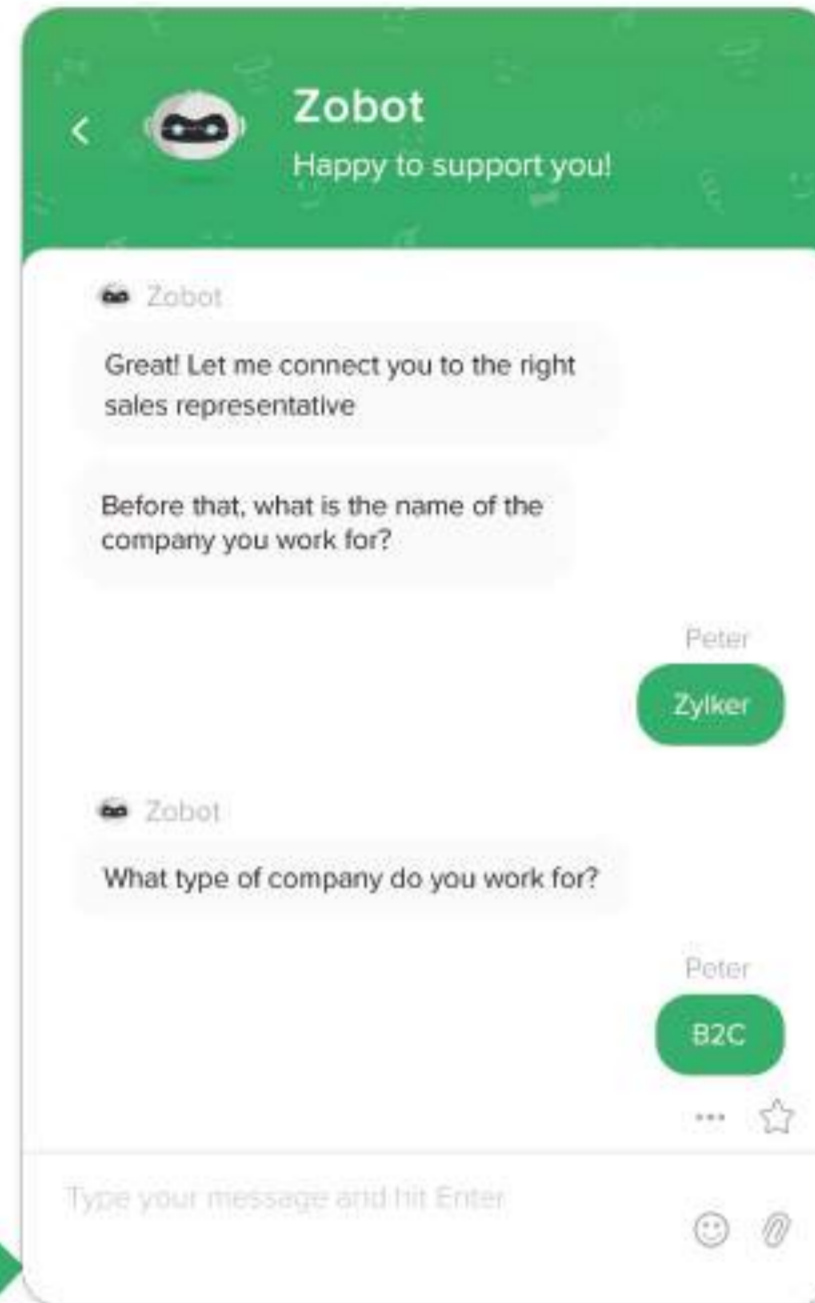 Zobot
Happy to support you!
Zobot
Great! Let me connect you to the right
sales representative
Before that, what is the name of the
company you work for?
Peter
Zylker
Zobot
What type of company do you work for?
Peter
B2C
Type your message and hit Enter